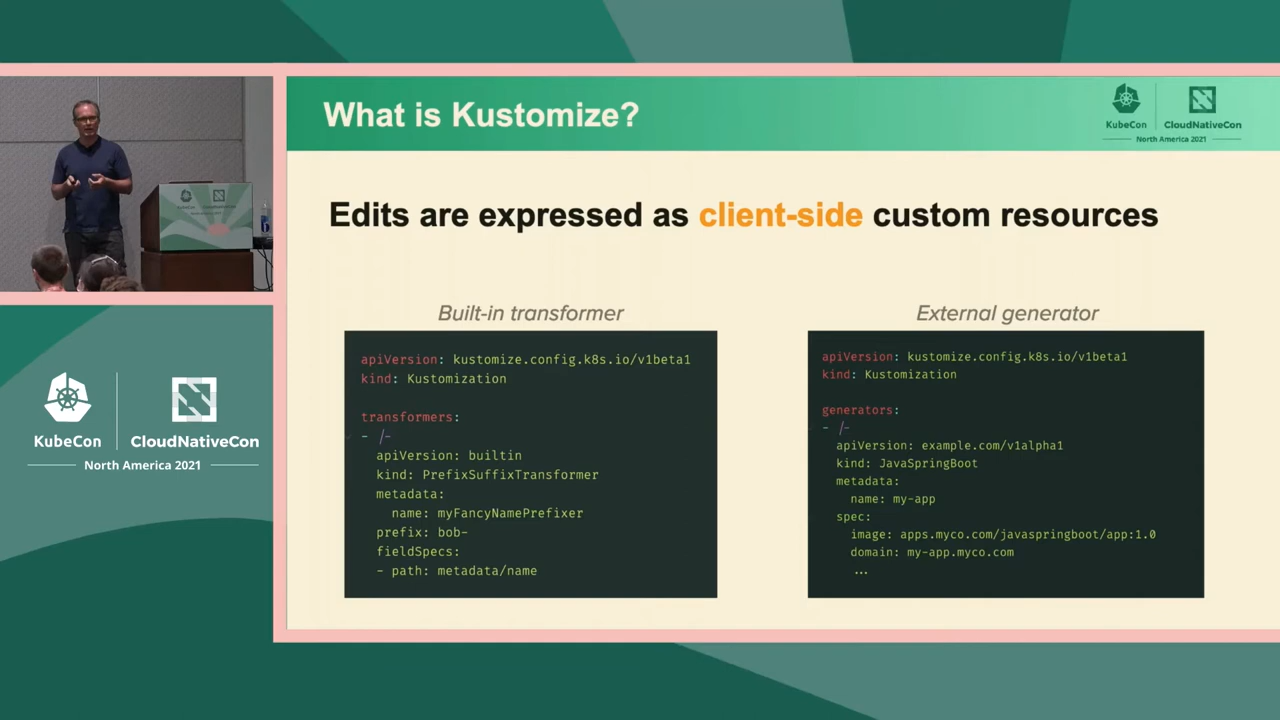 What is Kustomize?
KubeCon
CloudNativeCon
North America 2021
Edits are expressed as client-side custom resources
Built-in transformer
apiVersion: kustomize.config.k8s.io/v1beta1
kind: Kustomization
transformers:
- |-
apiVersion: builtin
kind: PrefixSuffixTransformer
metadata:
name: myFancyNamePrefixer
prefix: bob-
fieldSpecs:
- path: metadata/name
External generator
apiVersion: kustomize.config.k8s.io/v1beta1
kind: Kustomization
generators:
- |-
apiVersion: example.com/v1alpha1
kind: JavaSpringBoot
metadata:
name: my-app
spec:
image: apps.myco.com/javaspringboot/app:1.0
domain: my-app.myco.com
...
KubeCon
CloudNativeCon
North America 2021